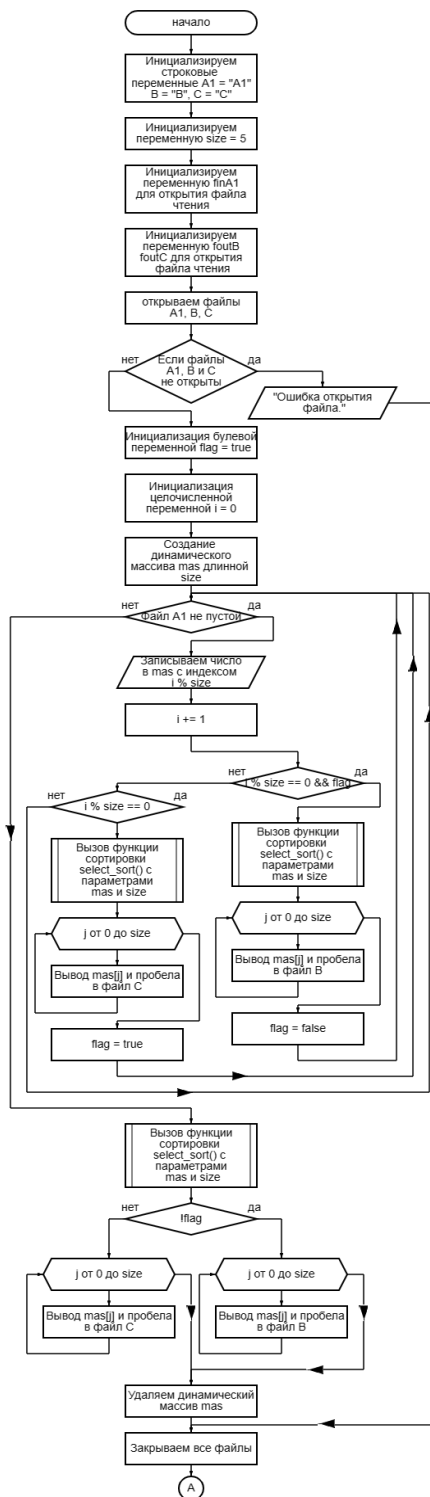 начало
Инициализируем
строковые
переменные A1 = "A1"
B = "B", C = "C"
Инициализируем
переменную size = 5
Инициализируем
переменную finA1
для открытия файла
чтения
Инициализируем
переменную foutB
foutC для открытия
файла чтения
открываем файлы
A1, B, C
нет
Если файлы
A1, B и C
не открыты
да
"Ошибка открытия
файла."
Инициализация булевой
переменной flag = true
Инициализация
целочисленной
переменной i = 0
Создание
динамического
массива mas длинной
size
нет
Файл A1 не пустой
да
Записываем число
в mas с индексом
i % size
i += 1
нет
i % size == 0 && flag
да
нет
i % size == 0
да
Вызов функции
сортировки
select_sort() с
параметрами
mas и size
Вызов функции
сортировки
select_sort() с
параметрами
mas и size
j от 0 до size
j от 0 до size
Вывод mas[j] и пробела
в файл C
Вывод mas[j] и пробела
в файл B
flag = true
flag = false
Вызов функции
сортировки
select_sort() с
параметрами
mas и size
нет
!flag
да
j от 0 до size
j от 0 до size
Вывод mas[j] и пробела
в файл C
Вывод mas[j] и пробела
в файл B
Удаляем динамический
массив mas
Закрываем все файлы
A